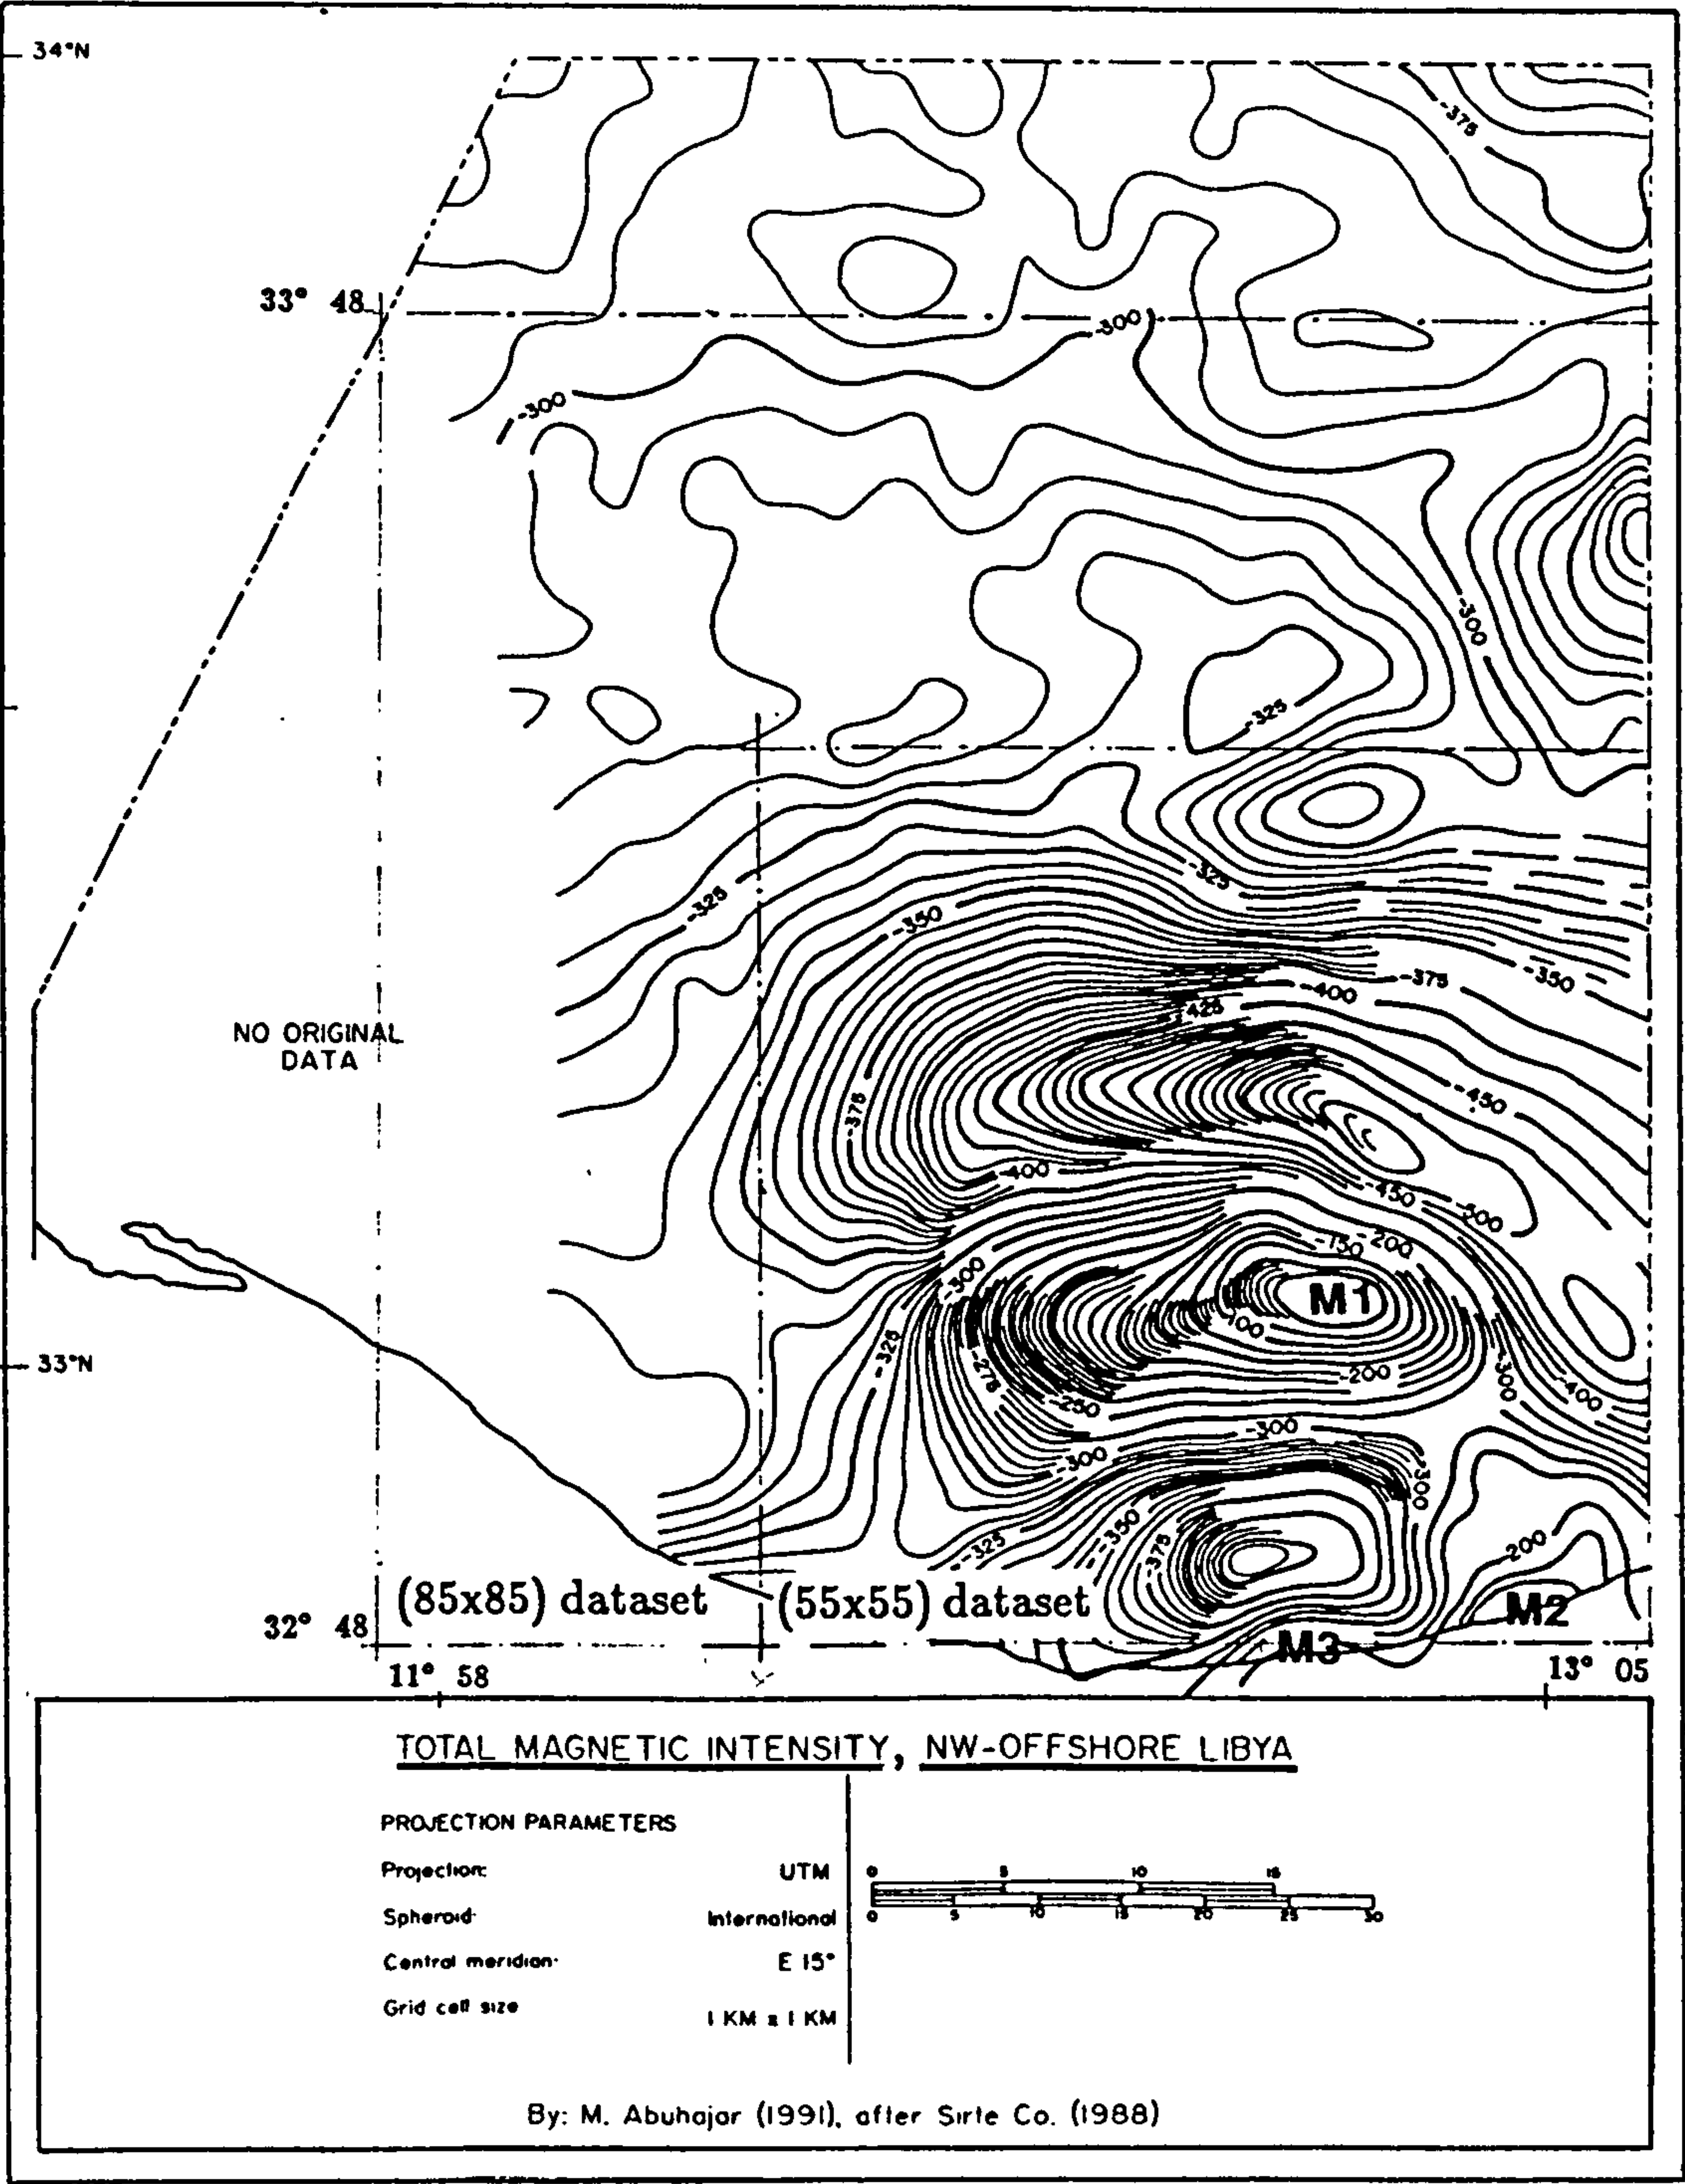 34°N
-375
33° 48
-300
-300
-300
-325
-325
-325
-350
-375
-350
-400
-425
NO ORIGINAL
DATA
-375
-450
-400
-450
-500
-200
-150
-300
M1
-100
-325
33°N
-275
-200
-300
-400
-250
-300
-300
-300
-350
-325
-375
-200
(85x85) dataset
(55x55) dataset
M2
32° 48
M3
11° 58
13° 05
TOTAL MAGNETIC INTENSITY, NW-OFFSHORE LIBYA
PROJECTION PARAMETERS
Projection: UTM
0 5 10 15
Spheroid: International
0 5 10 15 20 25 30
Central meridian: E 15°
Grid cell size 1 KM x 1 KM
By: M. Abuhajar (1991), after Sirte Co. (1988)